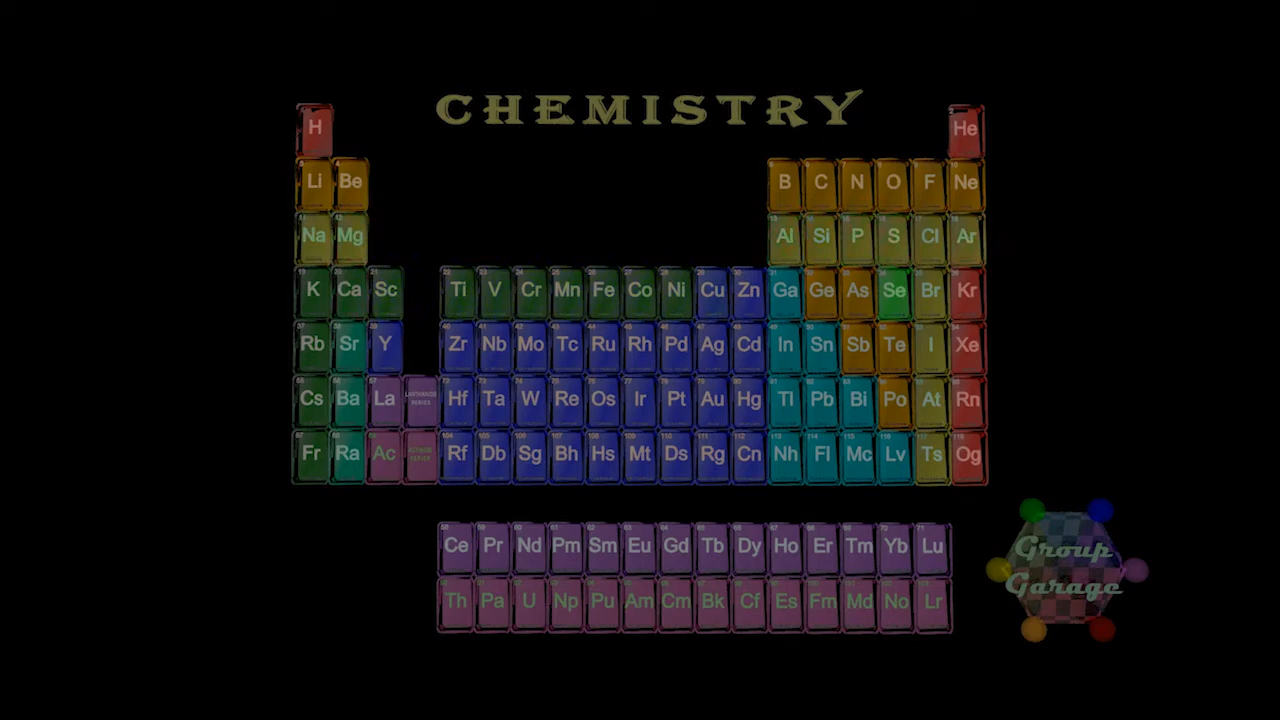 CHEMISTRY
H He
Li Be B C N O F Ne
Na Mg Al Si P S Cl Ar
K Ca Sc Ti V Cr Mn Fe Co Ni Cu Zn Ga Ge As Se Br Kr
Rb Sr Y Zr Nb Mo Tc Ru Rh Pd Ag Cd In Sn Sb Te I Xe
Cs Ba La LANTHANIDE SERIES Hf Ta W Re Os Ir Pt Au Hg Tl Pb Bi Po At Rn
Fr Ra Ac Rf Db Sg Bh Hs Mt Ds Rg Cn Nh Fl Mc Lv Ts Og
Ce Pr Nd Pm Sm Eu Gd Tb Dy Ho Er Tm Yb Lu
Th Pa U Np Pu Am Cm Bk Cf Es Fm Md No Lr
Group
Garage